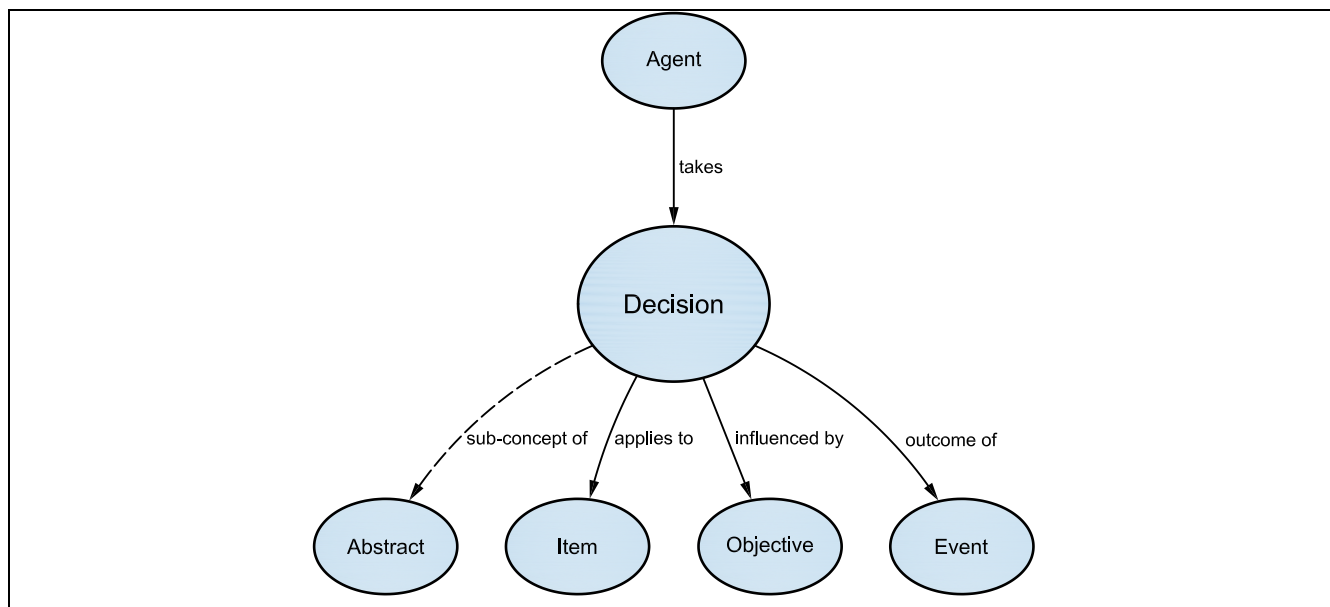 Agent
takes
Decision
sub-concept of
applies to
influenced by
outcome of
Abstract
Item
Objective
Event